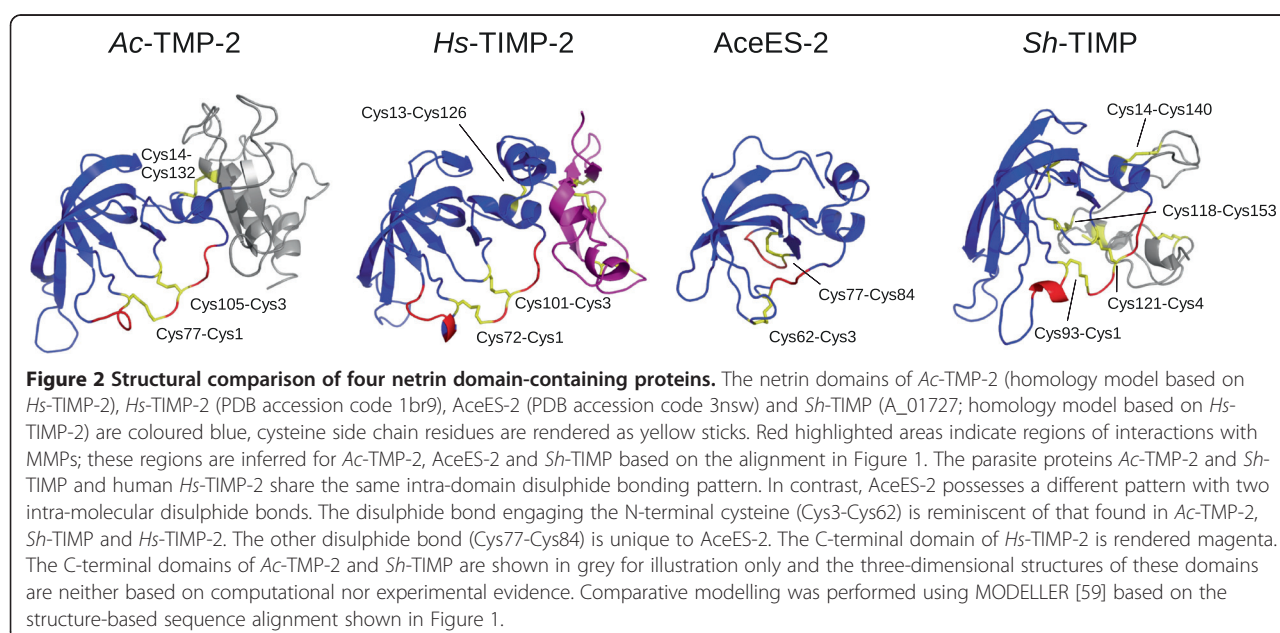 Ac-TMP-2
Hs-TIMP-2
AceES-2
Sh-TIMP
Cys14-
Cys132
Cys105-Cys3
Cys77-Cys1
Cys13-Cys126
Cys101-Cys3
Cys72-Cys1
Cys77-Cys84
Cys62-Cys3
Cys14-Cys140
Cys118-Cys153
Cys121-Cys4
Cys93-Cys1
Figure 2 Structural comparison of four netrin domain-containing proteins. The netrin domains of Ac-TMP-2 (homology model based on
Hs-TIMP-2), Hs-TIMP-2 (PDB accession code 1br9), AceES-2 (PDB accession code 3nsw) and Sh-TIMP (A_01727; homology model based on Hs-
TIMP-2) are coloured blue, cysteine side chain residues are rendered as yellow sticks. Red highlighted areas indicate regions of interactions with
MMPs; these regions are inferred for Ac-TMP-2, AceES-2 and Sh-TIMP based on the alignment in Figure 1. The parasite proteins Ac-TMP-2 and Sh-
TIMP and human Hs-TIMP-2 share the same intra-domain disulphide bonding pattern. In contrast, AceES-2 possesses a different pattern with two
intra-molecular disulphide bonds. The disulphide bond engaging the N-terminal cysteine (Cys3-Cys62) is reminiscent of that found in Ac-TMP-2,
Sh-TIMP and Hs-TIMP-2. The other disulphide bond (Cys77-Cys84) is unique to AceES-2. The C-terminal domain of Hs-TIMP-2 is rendered magenta.
The C-terminal domains of Ac-TMP-2 and Sh-TIMP are shown in grey for illustration only and the three-dimensional structures of these domains
are neither based on computational nor experimental evidence. Comparative modelling was performed using MODELLER [59] based on the
structure-based sequence alignment shown in Figure 1.